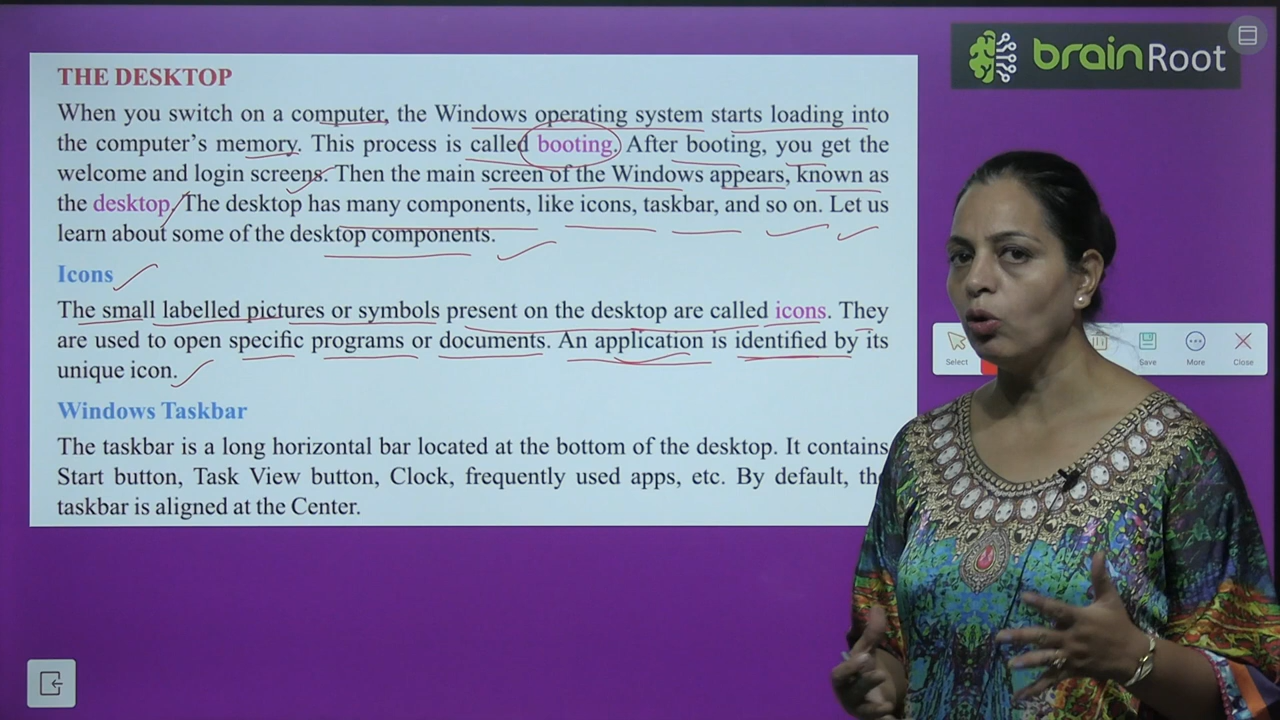 THE DESKTOP
When you switch on a computer, the Windows operating system starts loading into
the computer's memory. This process is called booting. After booting, you get the
welcome and login screens. Then the main screen of the Windows appears, known as
the desktop. The desktop has many components, like icons, taskbar, and so on. Let us
learn about some of the desktop components.
Icons
The small labelled pictures or symbols present on the desktop are called icons. They
are used to open specific programs or documents. An application is identified by its
unique icon.
Windows Taskbar
The taskbar is a long horizontal bar located at the bottom of the desktop. It contains
Start button, Task View button, Clock, frequently used apps, etc. By default, the
taskbar is aligned at the Center.
brainRoot
Select Save More Close